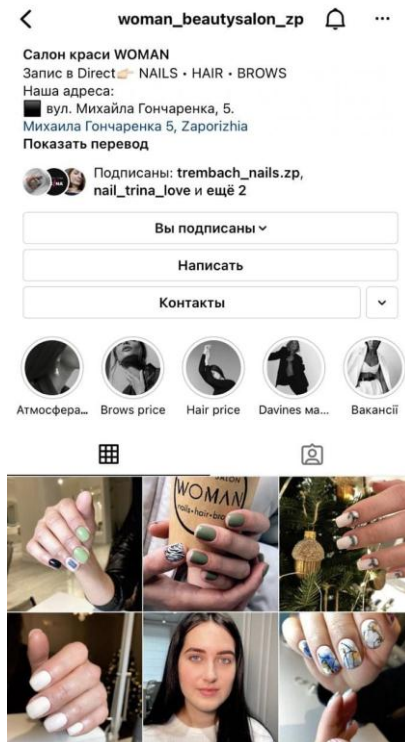 woman_beautysalon_zp
Салон краси WOMAN
Запис в Direct👉🏻 NAILS • HAIR • BROWS
Наша адреса:
⬛ вул. Михайла Гончаренка, 5.
Михаила Гончаренка 5, Zaporizhia
Показать перевод
Подписаны: trembach_nails.zp,
nail_trina_love и ещё 2
Вы подписаны
Написать
Контакты
Атмосфера... Brows price Hair price Davines ма... Вакансії
SALON
WOMAN
nails•hair•bro